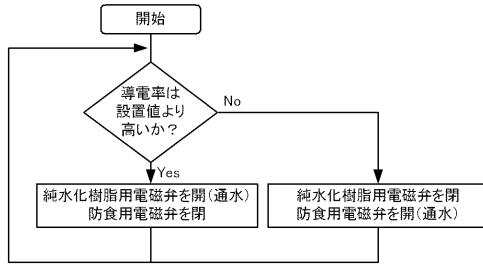 開始
導電率は
設置値より
高いか？
No
Yes
純水化樹脂用電磁弁を開（通水）
防食用電磁弁を閉
純水化樹脂用電磁弁を閉
防食用電磁弁を開（通水）